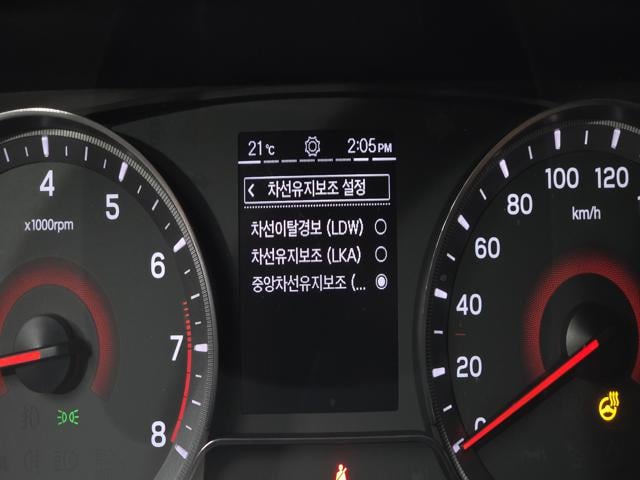 21℃ 2:05PM
< 차선유지보조 설정
차선이탈경보 (LDW)
차선유지보조 (LKA)
중앙차선유지보조 (...
4
5
6
7
8
x1000rpm
0
20
40
60
80
100
120
km/h